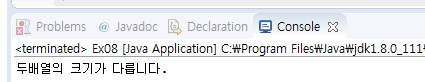 Problems @ Javadoc Declaration Console
<terminated> Ex08 [Java Application] C:₩Program Files₩Java₩jdk1.8.0_111₩
두배열의 크기가 다릅니다.